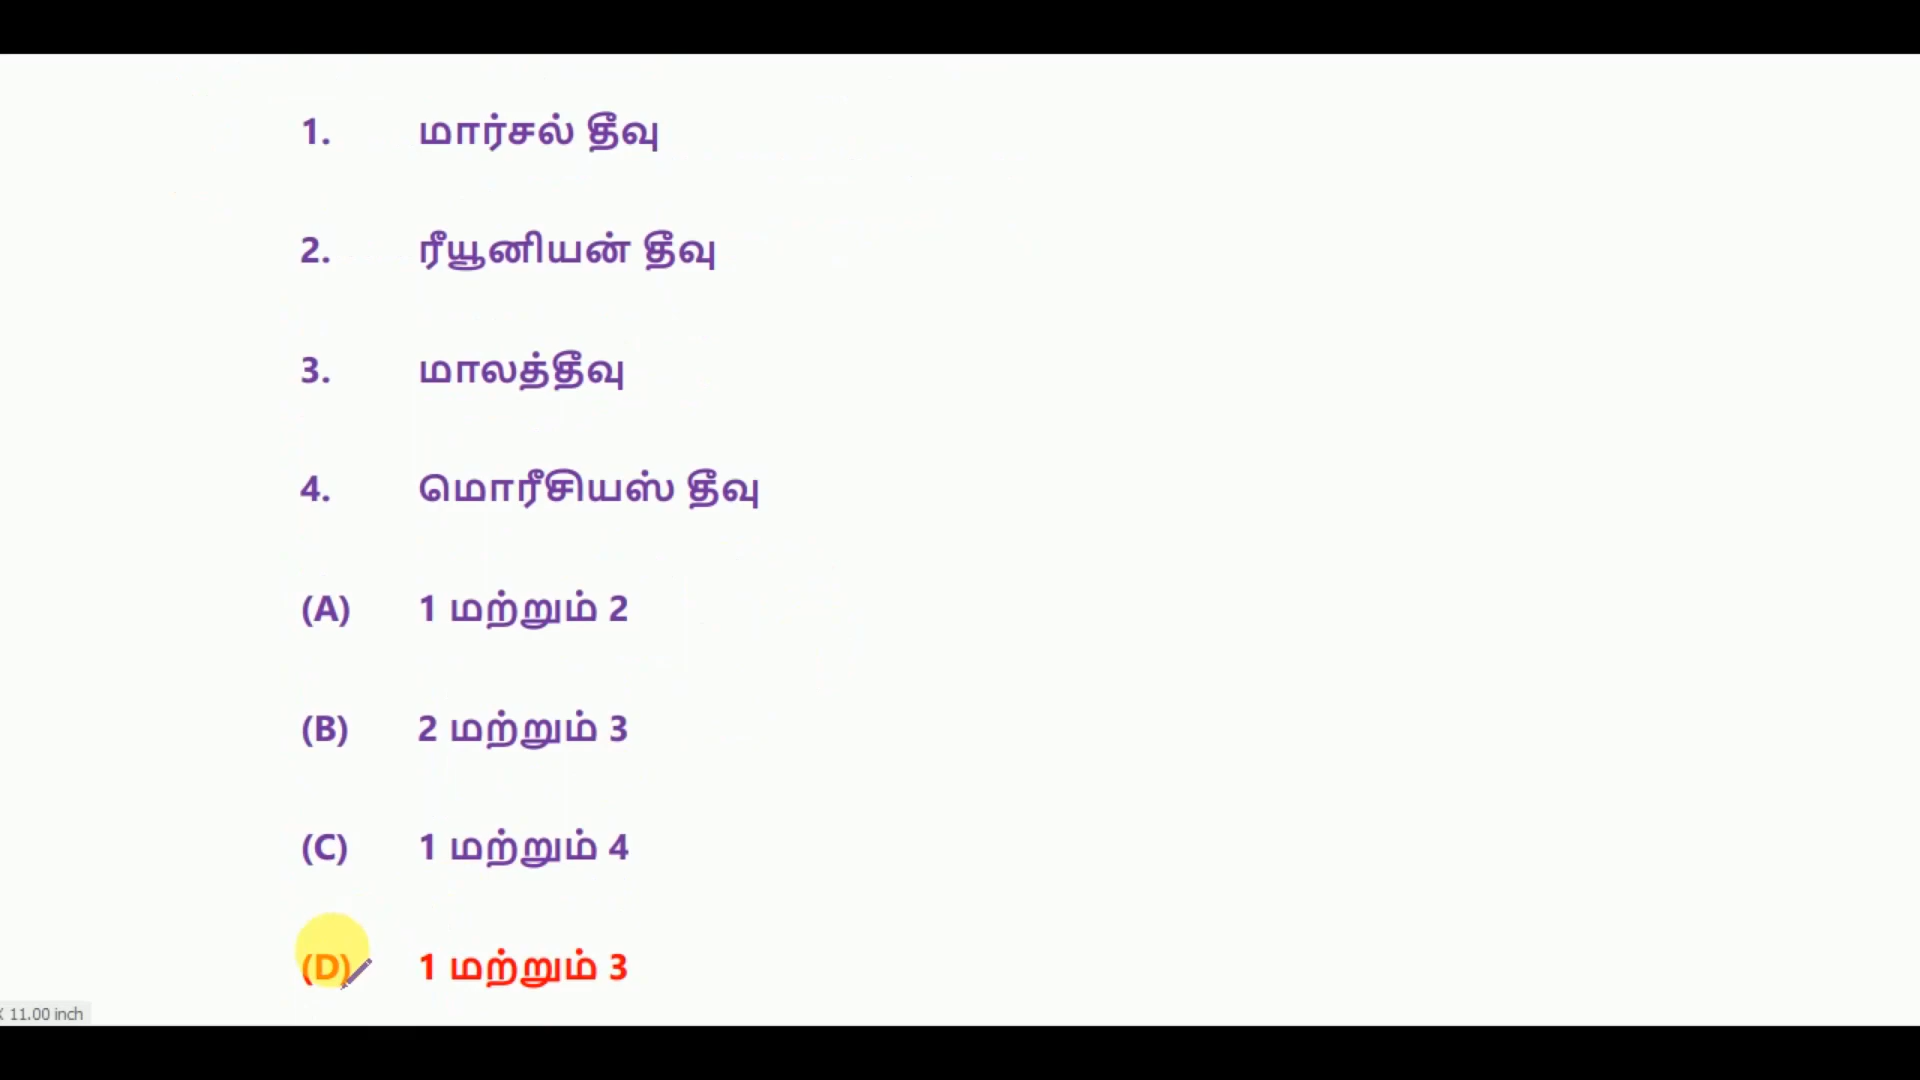 1. மார்சல் தீவு
2. ரீயூனியன் தீவு
3. மாலத்தீவு
4. மொரீசியஸ் தீவு
(A) 1 மற்றும் 2
(B) 2 மற்றும் 3
(C) 1 மற்றும் 4
(D) 1 மற்றும் 3
X 11.00 inch